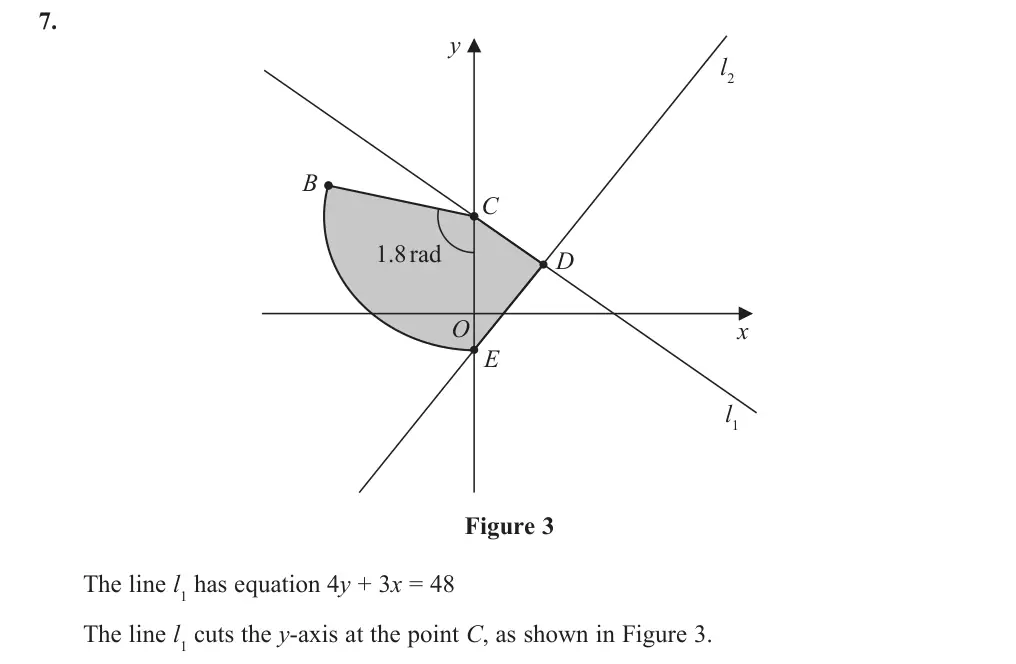 7.
y
l₂
B
C
1.8 rad
D
O
x
E
l₁
Figure 3
The line l₁ has equation 4y + 3x = 48
The line l₁ cuts the y-axis at the point C, as shown in Figure 3.